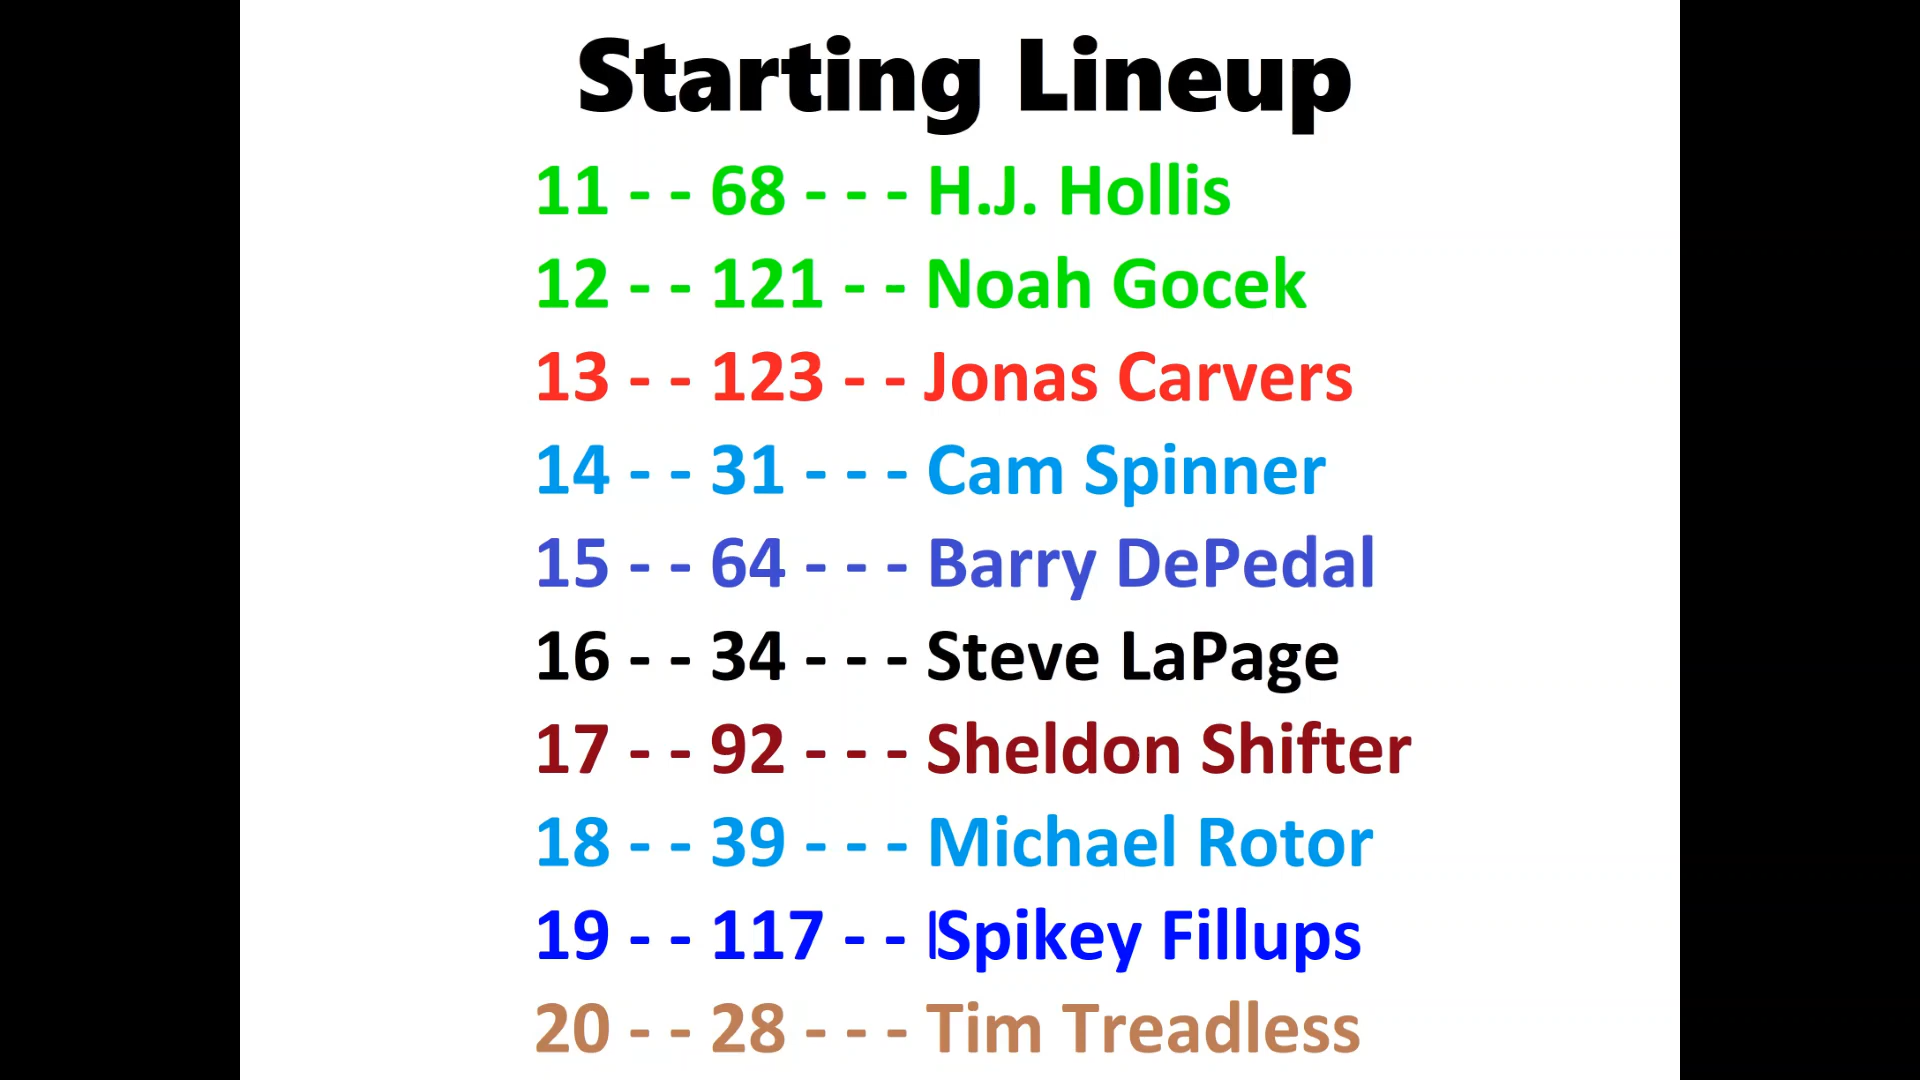 Starting Lineup
11 - - 68 - - - H.J. Hollis
12 - - 121 - - Noah Gocek
13 - - 123 - - Jonas Carvers
14 - - 31 - - - Cam Spinner
15 - - 64 - - - Barry DePedal
16 - - 34 - - - Steve LaPage
17 - - 92 - - - Sheldon Shifter
18 - - 39 - - - Michael Rotor
19 - - 117 - - Spikey Fillups
20 - - 28 - - - Tim Treadless